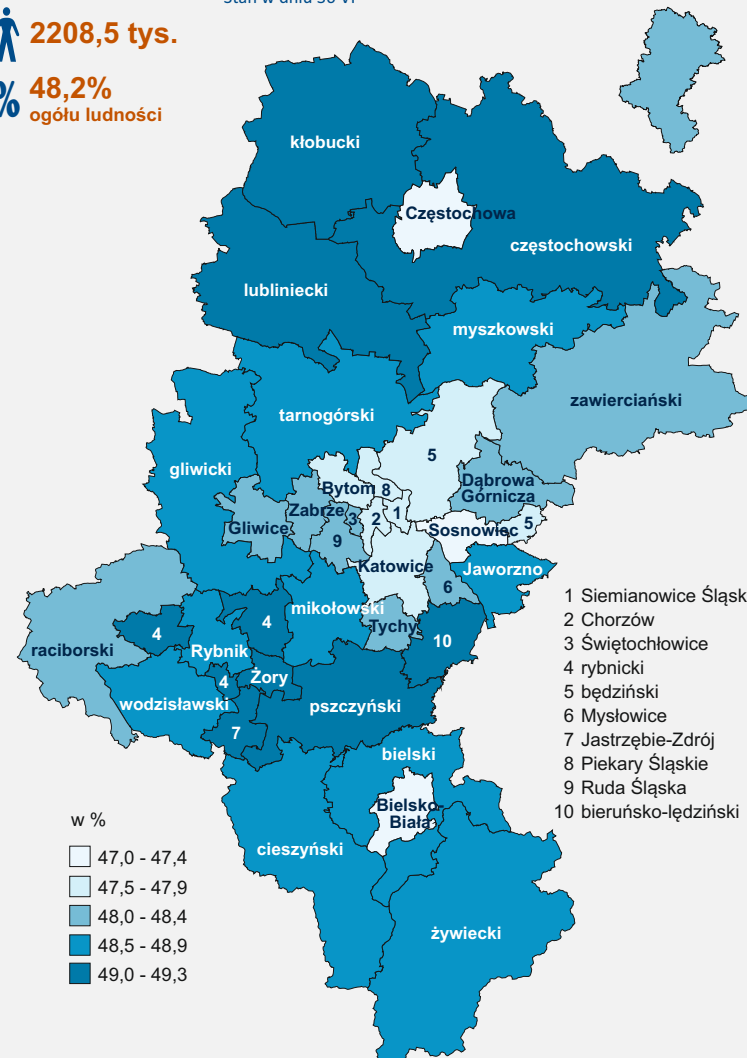 2208,5 tys.
% 48,2%
ogółu ludności
kłobucki
Częstochowa
częstochowski
lubliniecki
myszkowski
zawierciański
tarnogórski
5
gliwicki
Dąbrowa
Górnicza
Bytom
8
Zabrze
3
2
1
Gliwice
9
Sosnowiec
5
Katowice
6
Jaworzno
mikołowski
4
4
Tychy
10
raciborski
Rybnik
4
Żory
wodzisławski
pszczyński
7
bielski
Bielsko-
Biała
cieszyński
żywiecki
1 Siemianowice Śląsk
2 Chorzów
3 Świętochłowice
4 rybnicki
5 będziński
6 Mysłowice
7 Jastrzębie-Zdrój
8 Piekary Śląskie
9 Ruda Śląska
10 bieruńsko-lędziński
w %
47,0 - 47,4
47,5 - 47,9
48,0 - 48,4
48,5 - 48,9
49,0 - 49,3